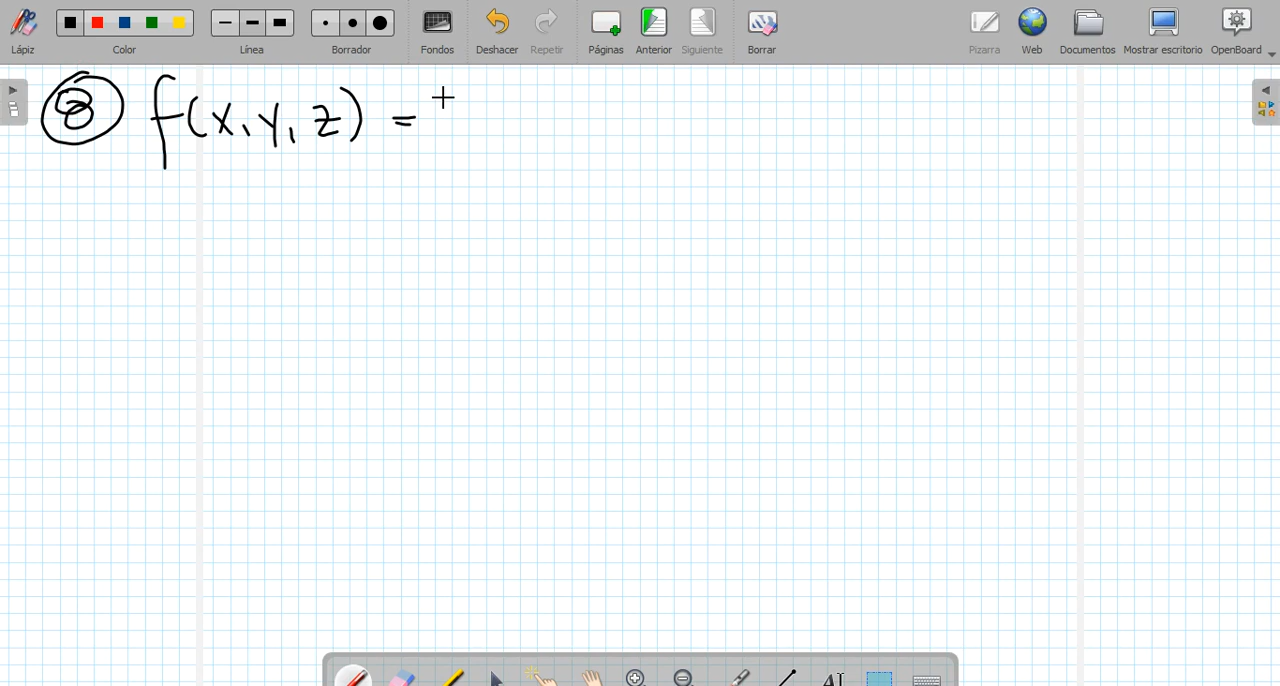 Lápiz Color Línea Borrador Fondos Deshacer Repetir Páginas Anterior Siguiente Borrar Pizarra Web Documentos Mostrar escritorio OpenBoard
⑧ f(x, y, z) =